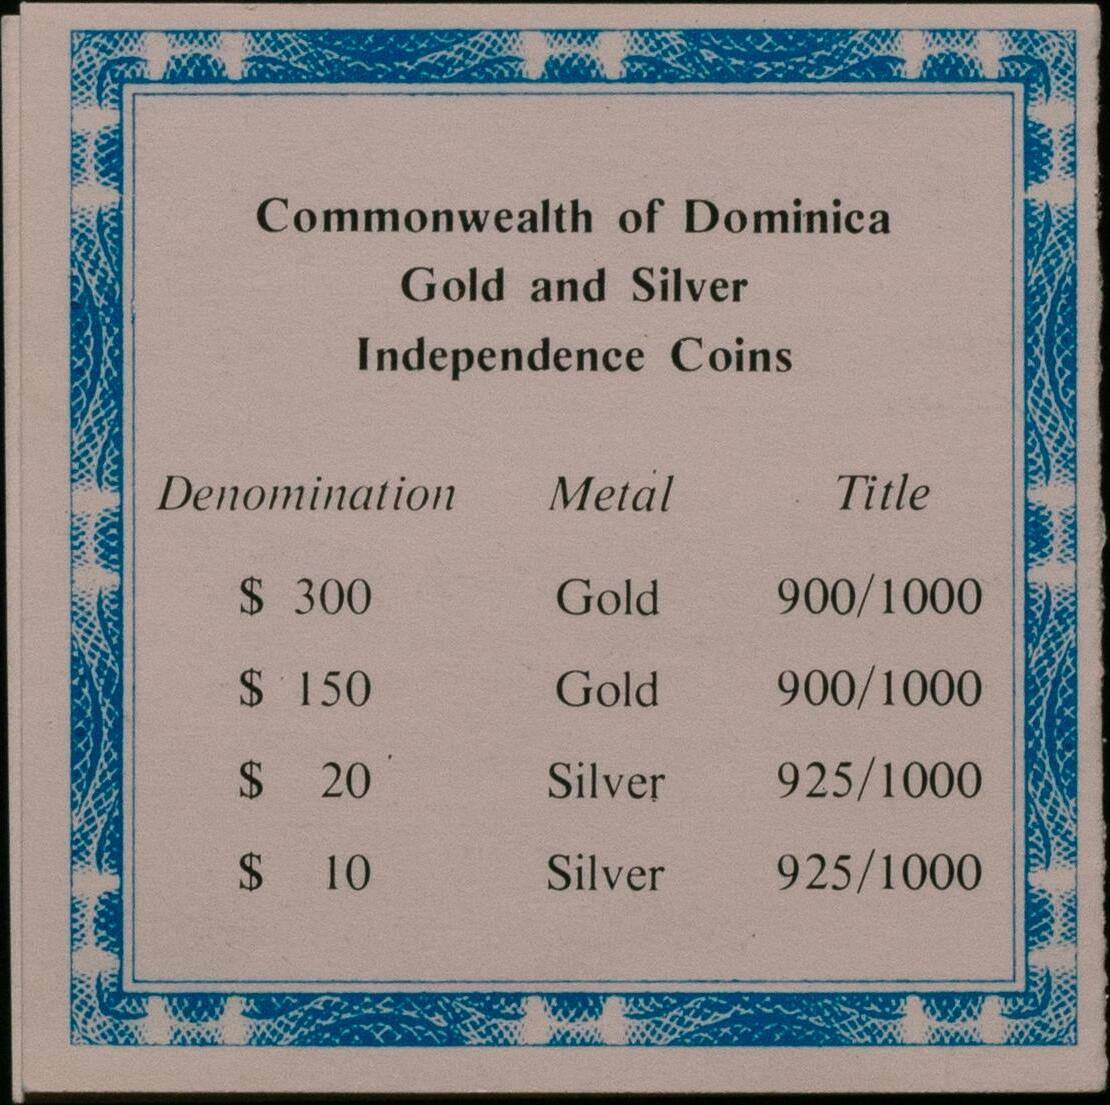 Commonwealth of Dominica
Gold and Silver
Independence Coins
Denomination Metal Title
$ 300 Gold 900/1000
$ 150 Gold 900/1000
$ 20 Silver 925/1000
$ 10 Silver 925/1000